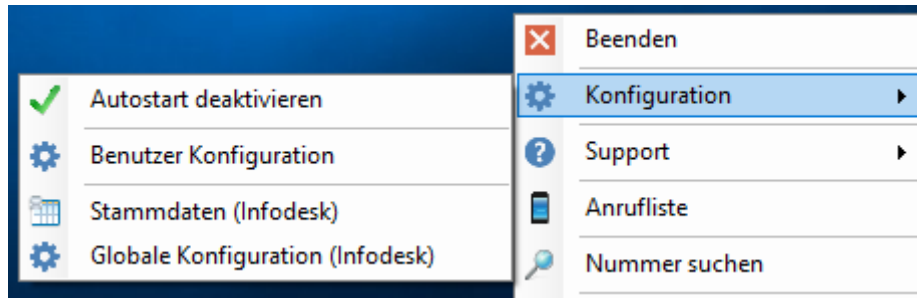 Beenden
Konfiguration
Support
Anrufliste
Nummer suchen
Autostart deaktivieren
Benutzer Konfiguration
Stammdaten (Infodesk)
Globale Konfiguration (Infodesk)